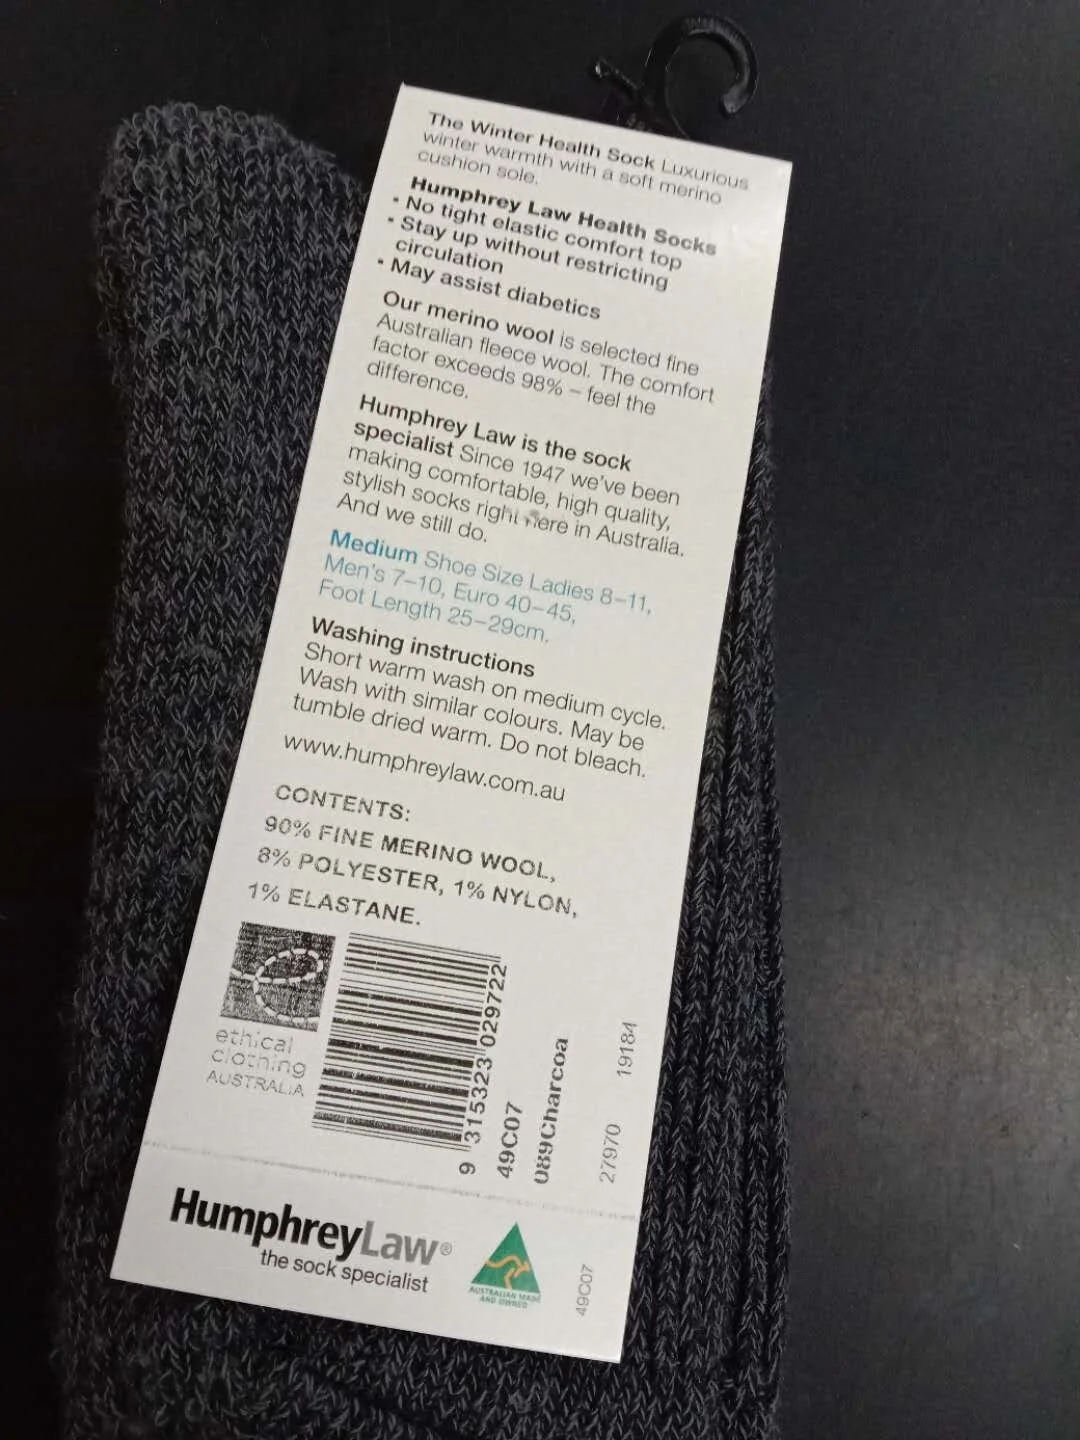 The Winter Health Sock Luxurious
winter warmth with a soft merino
cushion sole.
Humphrey Law Health Socks
• No tight elastic comfort top
• Stay up without restricting
circulation
• May assist diabetics
Our merino wool is selected fine
Australian fleece wool. The comfort
factor exceeds 98% – feel the
difference.
Humphrey Law is the sock
specialist Since 1947 we've been
making comfortable, high quality,
stylish socks right here in Australia.
And we still do.
Medium Shoe Size Ladies 8–11,
Men's 7–10, Euro 40–45,
Foot Length 25–29cm.
Washing instructions
Short warm wash on medium cycle.
Wash with similar colours. May be
tumble dried warm. Do not bleach.
www.humphreylaw.com.au
CONTENTS:
90% FINE MERINO WOOL,
8% POLYESTER, 1% NYLON,
1% ELASTANE.
ethical
clothing
AUSTRALIA
9 315323 029722
49C07
089Charcoa
27970 19184
HumphreyLaw®
the sock specialist
AUSTRALIAN MADE
AND OWNED
49C07